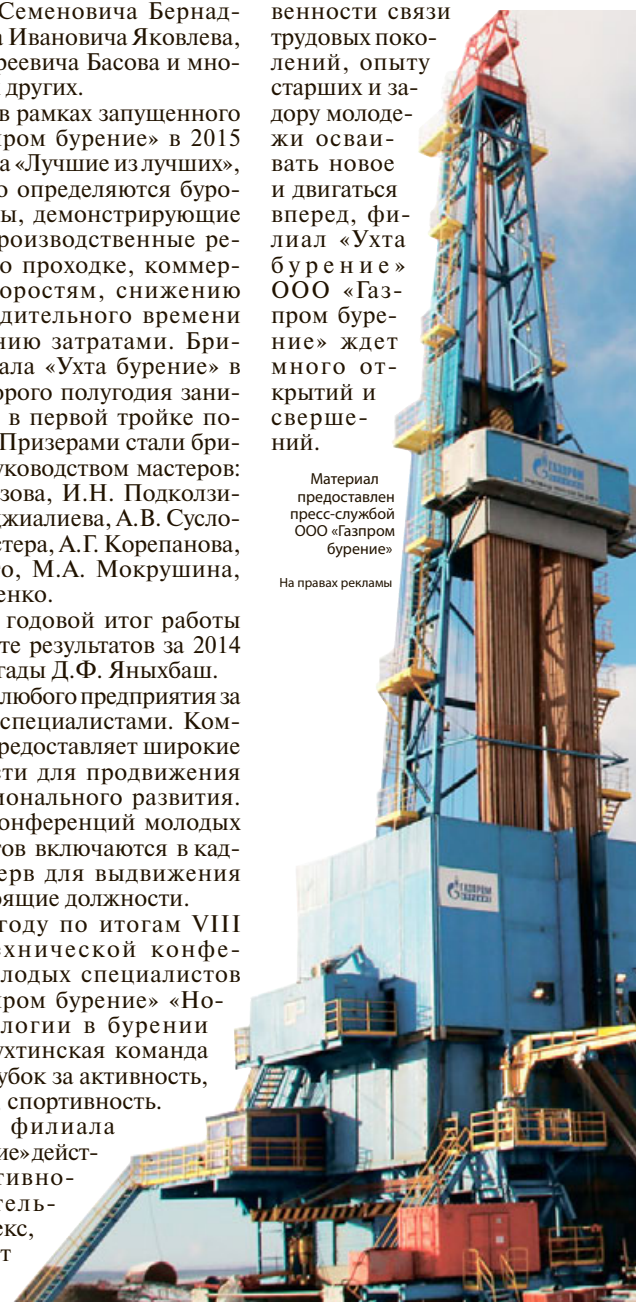 Семеновича Бернад-
Ивановича Яковлева,
реевича Басова и мно-
других.
в рамках запущенного
пром бурение» в 2015
а «Лучшие из лучших»,
о определяются буро-
ы, демонстрирующие
роизводственные ре-
о проходке, коммер-
оростям, снижению
дительного времени
нию затратами. Бри-
ала «Ухта бурение» в
орого полугодия зани-
в первой тройке по-
Призерами стали бри-
уководством мастеров:
зова, И.Н. Подколзи-
джиалиева, А.В. Сусло-
стера, А.Г. Корепанова,
о, М.А. Мокрушина,
енко.
годовой итог работы
те результатов за 2014
гады Д.Ф. Яныхбаш.
любого предприятия за
специалистами. Ком-
редоставляет широкие
сти для продвижения
ионального развития.
онференций молодых
тов включаются в кад-
ерв для выдвижения
оящие должности.
году по итогам VIII
ехнической конфе-
лодых специалистов
пром бурение» «Но-
логии в бурении
ухтинская команда
убок за активность,
спортивность.
филиала
ие» дейст-
тивно-
тель-
екс,
т
венности связи
трудовых поко-
лений, опыту
старших и за-
дору молоде-
жи осваи-
вать новое
и двигаться
вперед, фи-
лиал «Ухта
бурение»
ООО «Газ-
пром буре-
ние» ждет
много от-
крытий и
сверше-
ний.
Материал
предоставлен
пресс-службой
ООО «Газпром
бурение»
На правах рекламы
ГАЗПРОМ
ГАЗПРОМ